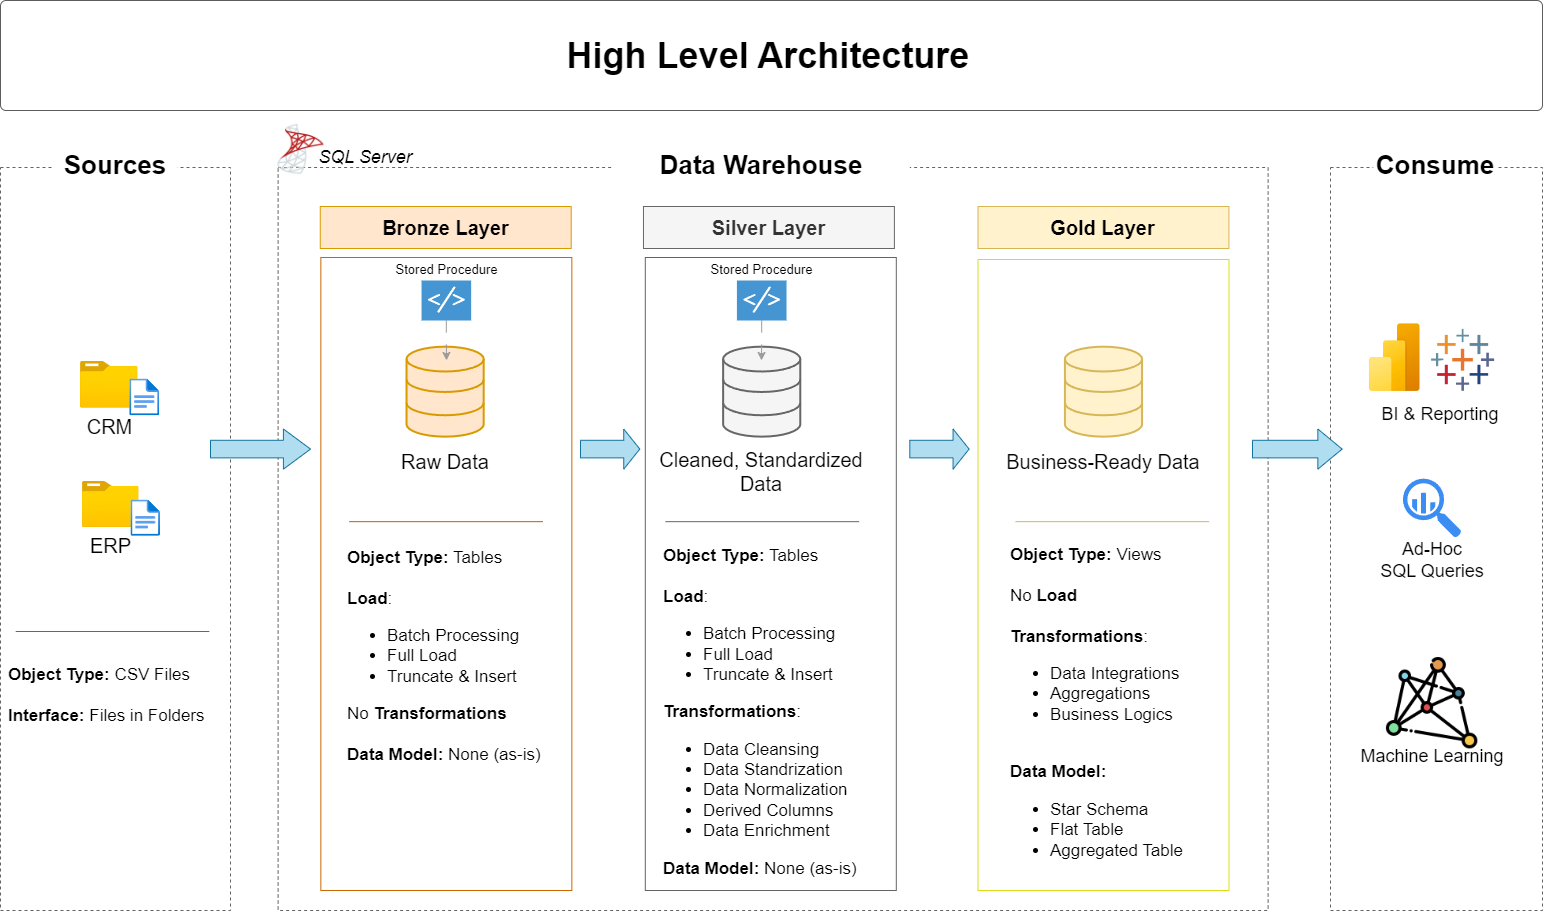 High Level Architecture
Sources
CRM
ERP
Object Type: CSV Files
Interface: Files in Folders
SQL Server
Data Warehouse
Bronze Layer
Stored Procedure
</>
Raw Data
Object Type: Tables
Load:
• Batch Processing
• Full Load
• Truncate & Insert
No Transformations
Data Model: None (as-is)
Silver Layer
Stored Procedure
</>
Cleaned, Standardized
Data
Object Type: Tables
Load:
• Batch Processing
• Full Load
• Truncate & Insert
Transformations:
• Data Cleansing
• Data Standrization
• Data Normalization
• Derived Columns
• Data Enrichment
Data Model: None (as-is)
Gold Layer
Business-Ready Data
Object Type: Views
No Load
Transformations:
• Data Integrations
• Aggregations
• Business Logics
Data Model:
• Star Schema
• Flat Table
• Aggregated Table
Consume
BI & Reporting
Ad-Hoc
SQL Queries
Machine Learning